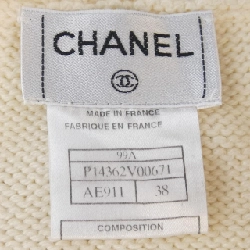 CHANEL
MADE IN FRANCE
FABRIQUE EN FRANCE
99A
P14362V00671
AE911 38
COMPOSITION